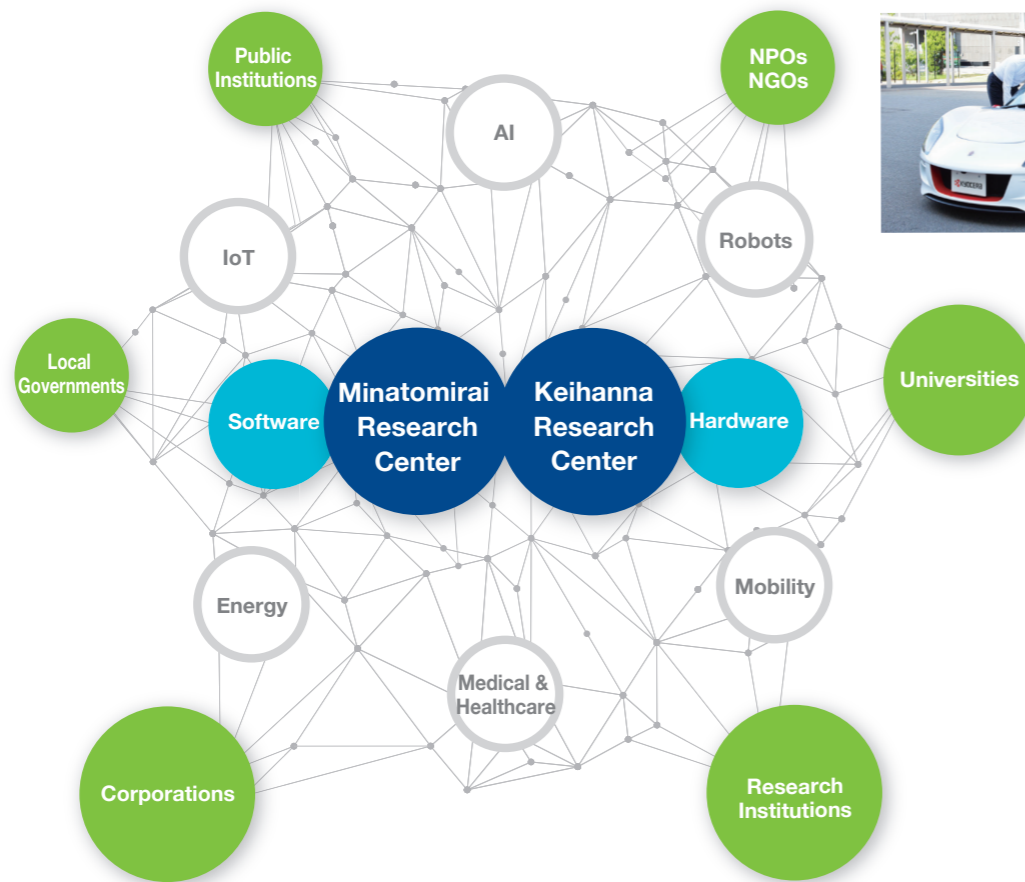 Public
Institutions
NPOs
NGOs
AI
Robots
IoT
KYOCERA
Local
Governments
Universities
Software
Minatomirai
Research
Center
Keihanna
Research
Center
Hardware
Energy
Mobility
Medical &
Healthcare
Corporations
Research
Institutions